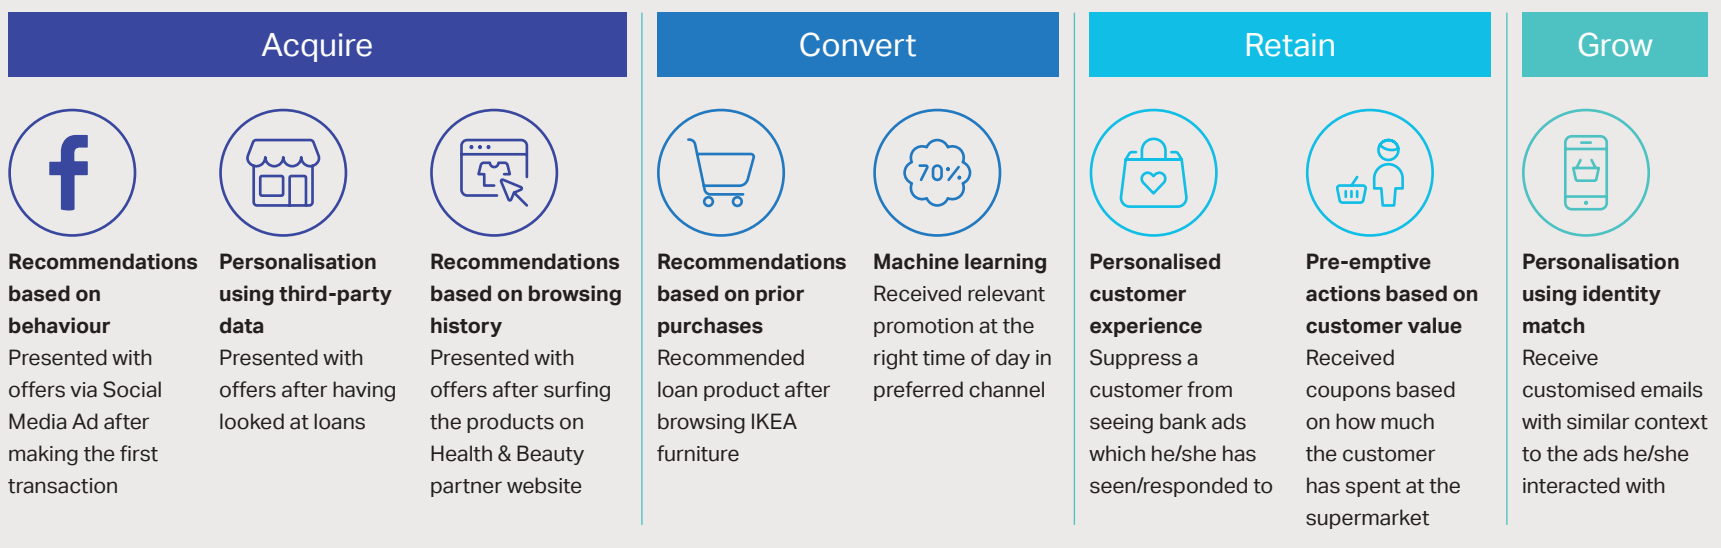 Acquire
Convert
Retain
Grow
70%
Recommendations
based on
behaviour
Presented with
offers via Social
Media Ad after
making the first
transaction
Personalisation
using third-party
data
Presented with
offers after having
looked at loans
Recommendations
based on browsing
history
Presented with
offers after surfing
the products on
Health & Beauty
partner website
Recommendations
based on prior
purchases
Recommended
loan product after
browsing IKEA
furniture
Machine learning
Received relevant
promotion at the
right time of day in
preferred channel
Personalised
customer
experience
Suppress a
customer from
seeing bank ads
which he/she has
seen/responded to
Pre-emptive
actions based on
customer value
Received
coupons based
on how much
the customer
has spent at the
supermarket
Personalisation
using identity
match
Receive
customised emails
with similar context
to the ads he/she
interacted with